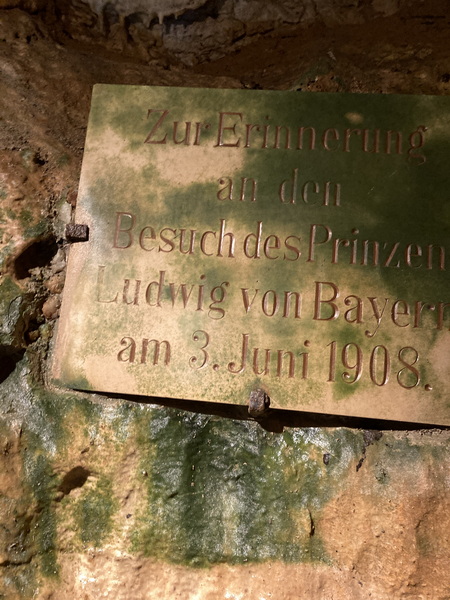 Zur Erinnerung
an den
Besuch des Prinzen
Ludwig von Bayern
am 3. Juni 1908.